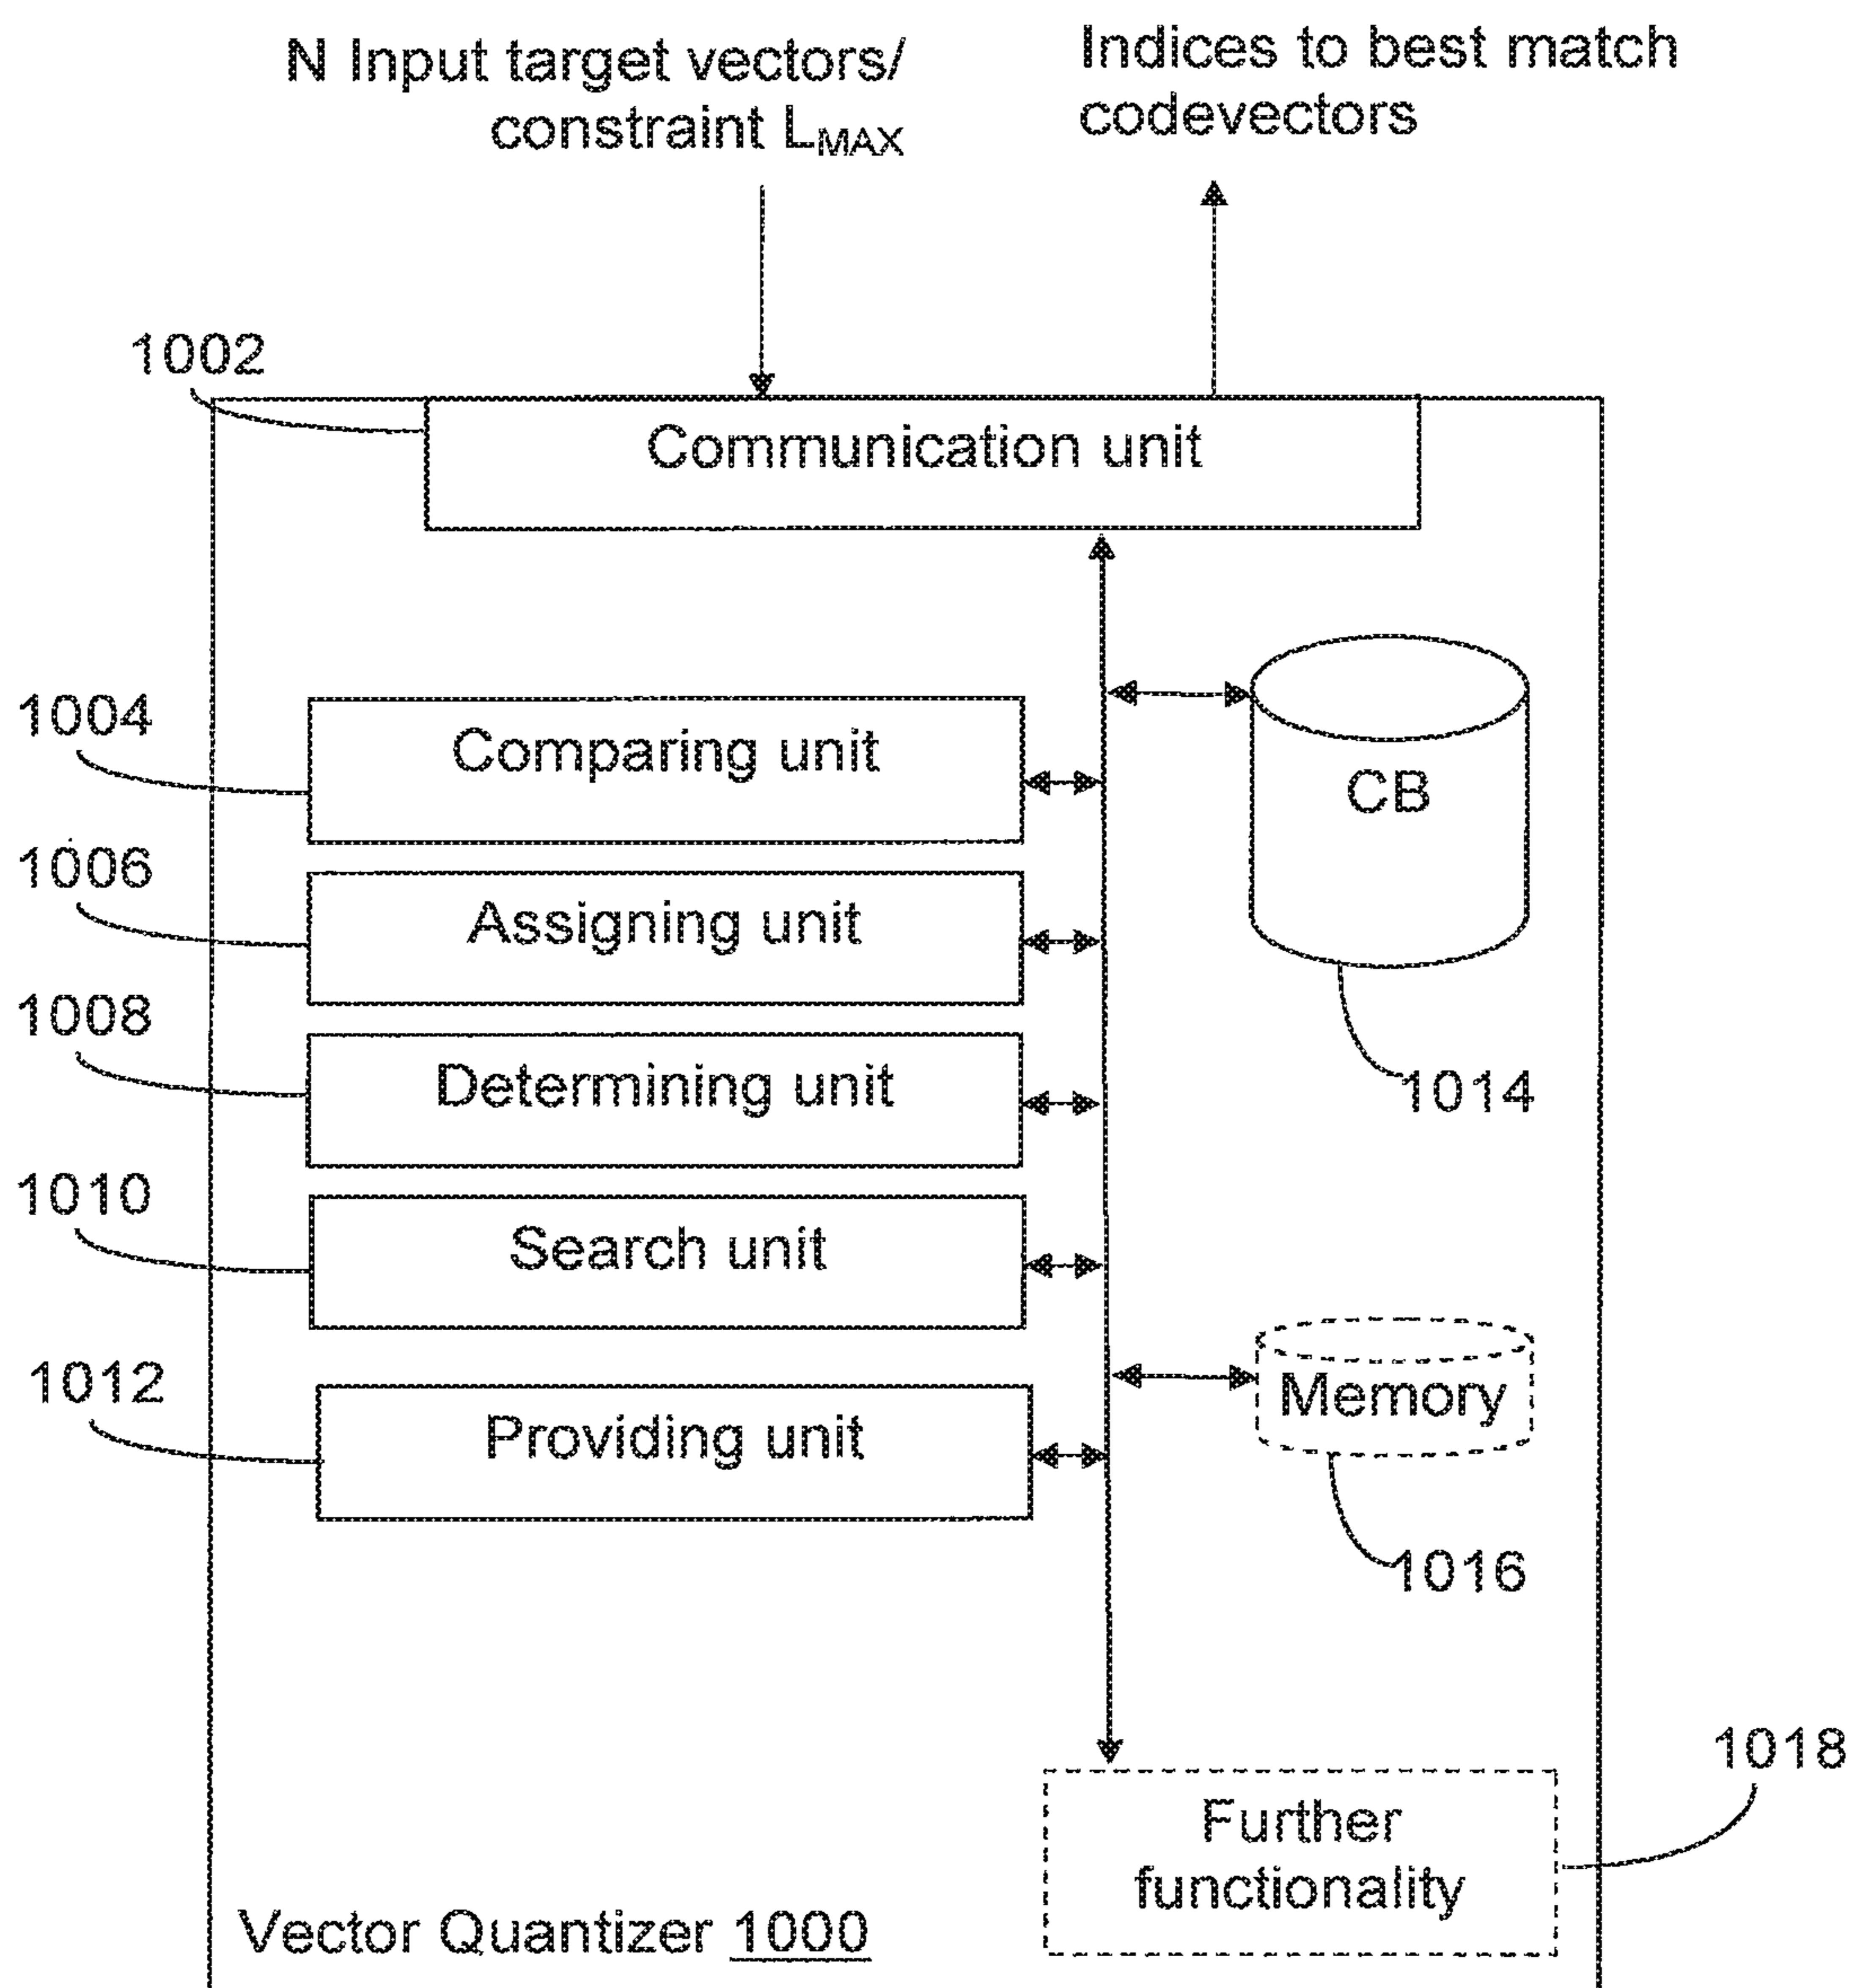 N Input target vectors/
constraint LMAX
Indices to best match
codevectors
1002
Communication unit
1004
Comparing unit
CB
1006
Assigning unit
1008
Determining unit
1014
1010
Search unit
1012
Providing unit
Memory
1016
1018
Further
functionality
Vector Quantizer 1000